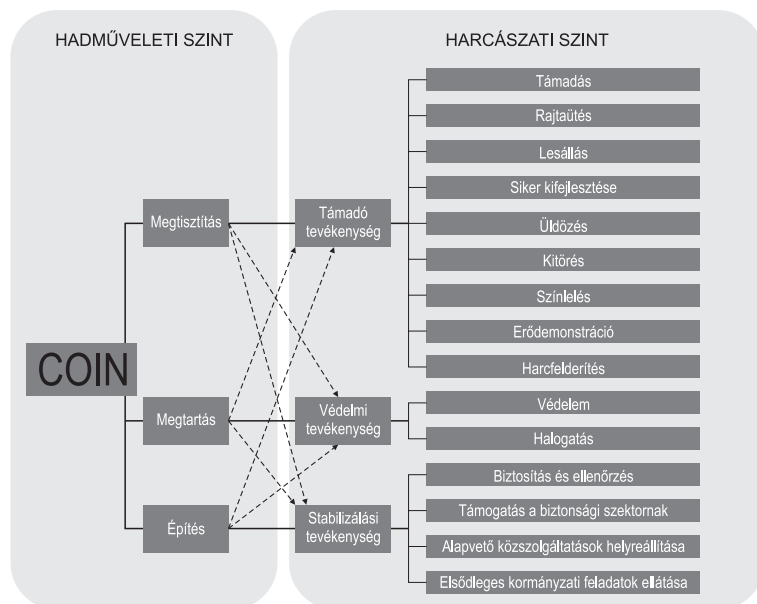 HADMŰVELETI SZINT
HARCÁSZATI SZINT
COIN
Megtisztítás
Megtartás
Építés
Támadó
tevékenység
Védelmi
tevékenység
Stabilizálási
tevékenység
Támadás
Rajtaütés
Lesállás
Siker kifejlesztése
Üldözés
Kitörés
Színlelés
Erődemonstráció
Harcfelderítés
Védelem
Halogatás
Biztosítás és ellenőrzés
Támogatás a biztonsági szektornak
Alapvető közszolgáltatások helyreállítása
Elsődleges kormányzati feladatok ellátása